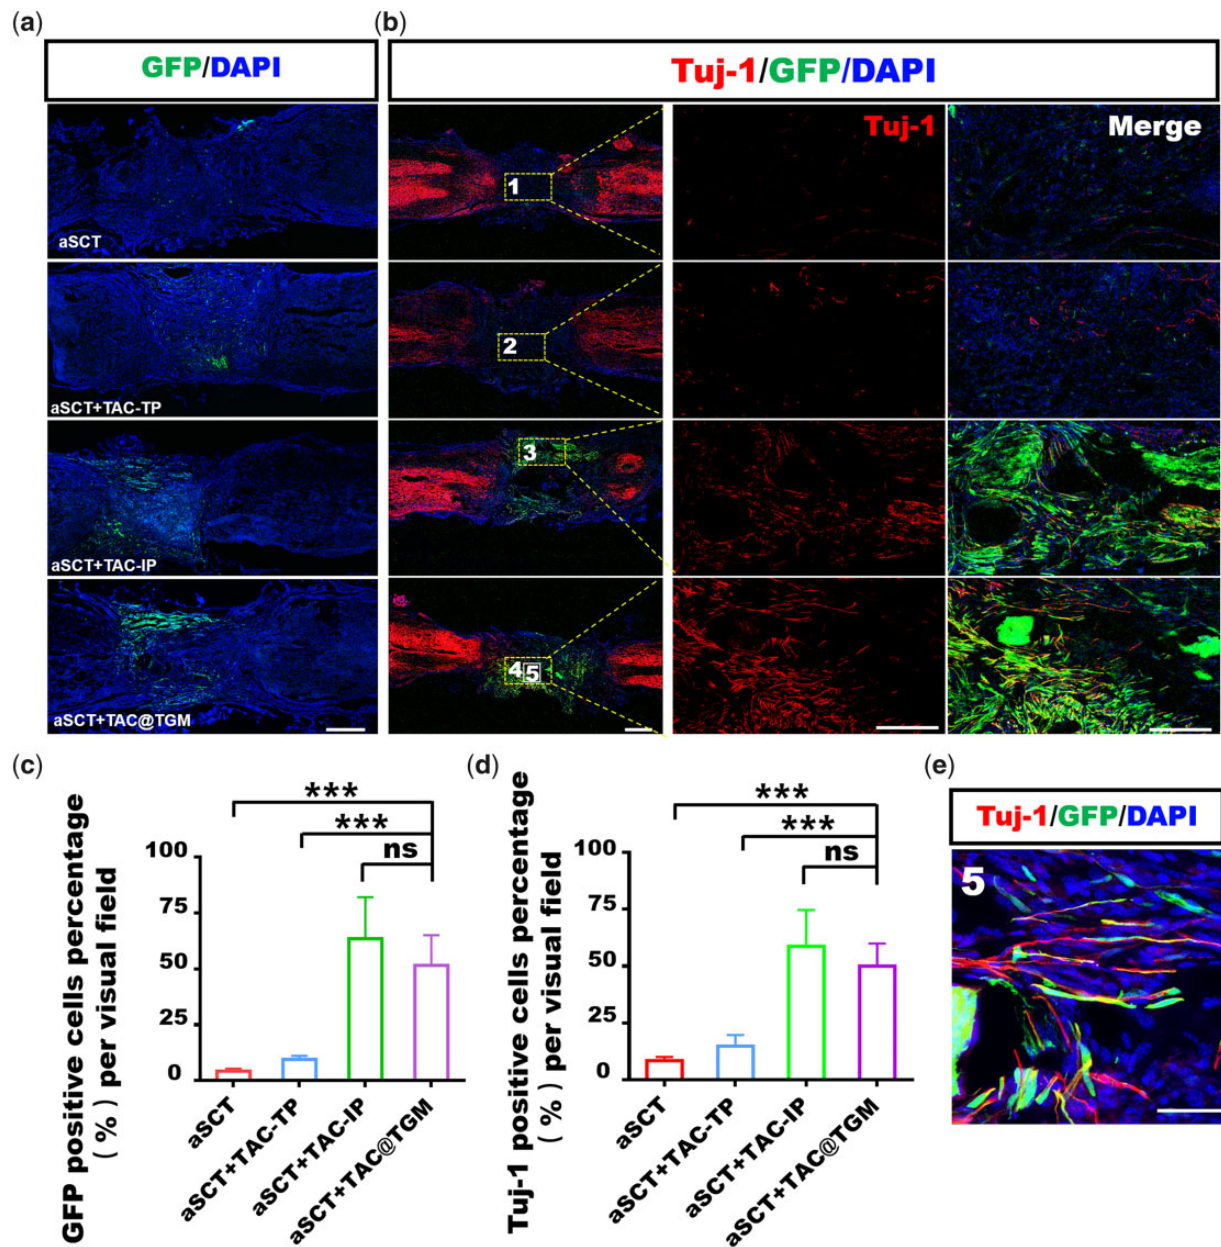 (a)
GFP/DAPI
aSCT
aSCT+TAC-TP
aSCT+TAC-IP
aSCT+TAC@TGM
(b)
Tuj-1/GFP/DAPI
Tuj-1
Merge
1
2
3
4
5
(c)
GFP positive cells percentage
(%) per visual field
100
75
50
25
0
***
***
ns
aSCT
aSCT+TAC-TP
aSCT+TAC-IP
aSCT+TAC@TGM
(d)
Tuj-1 positive cells percentage
(%) per visual field
100
75
50
25
0
***
***
ns
aSCT
aSCT+TAC-TP
aSCT+TAC-IP
aSCT+TAC@TGM
(e)
Tuj-1/GFP/DAPI
5